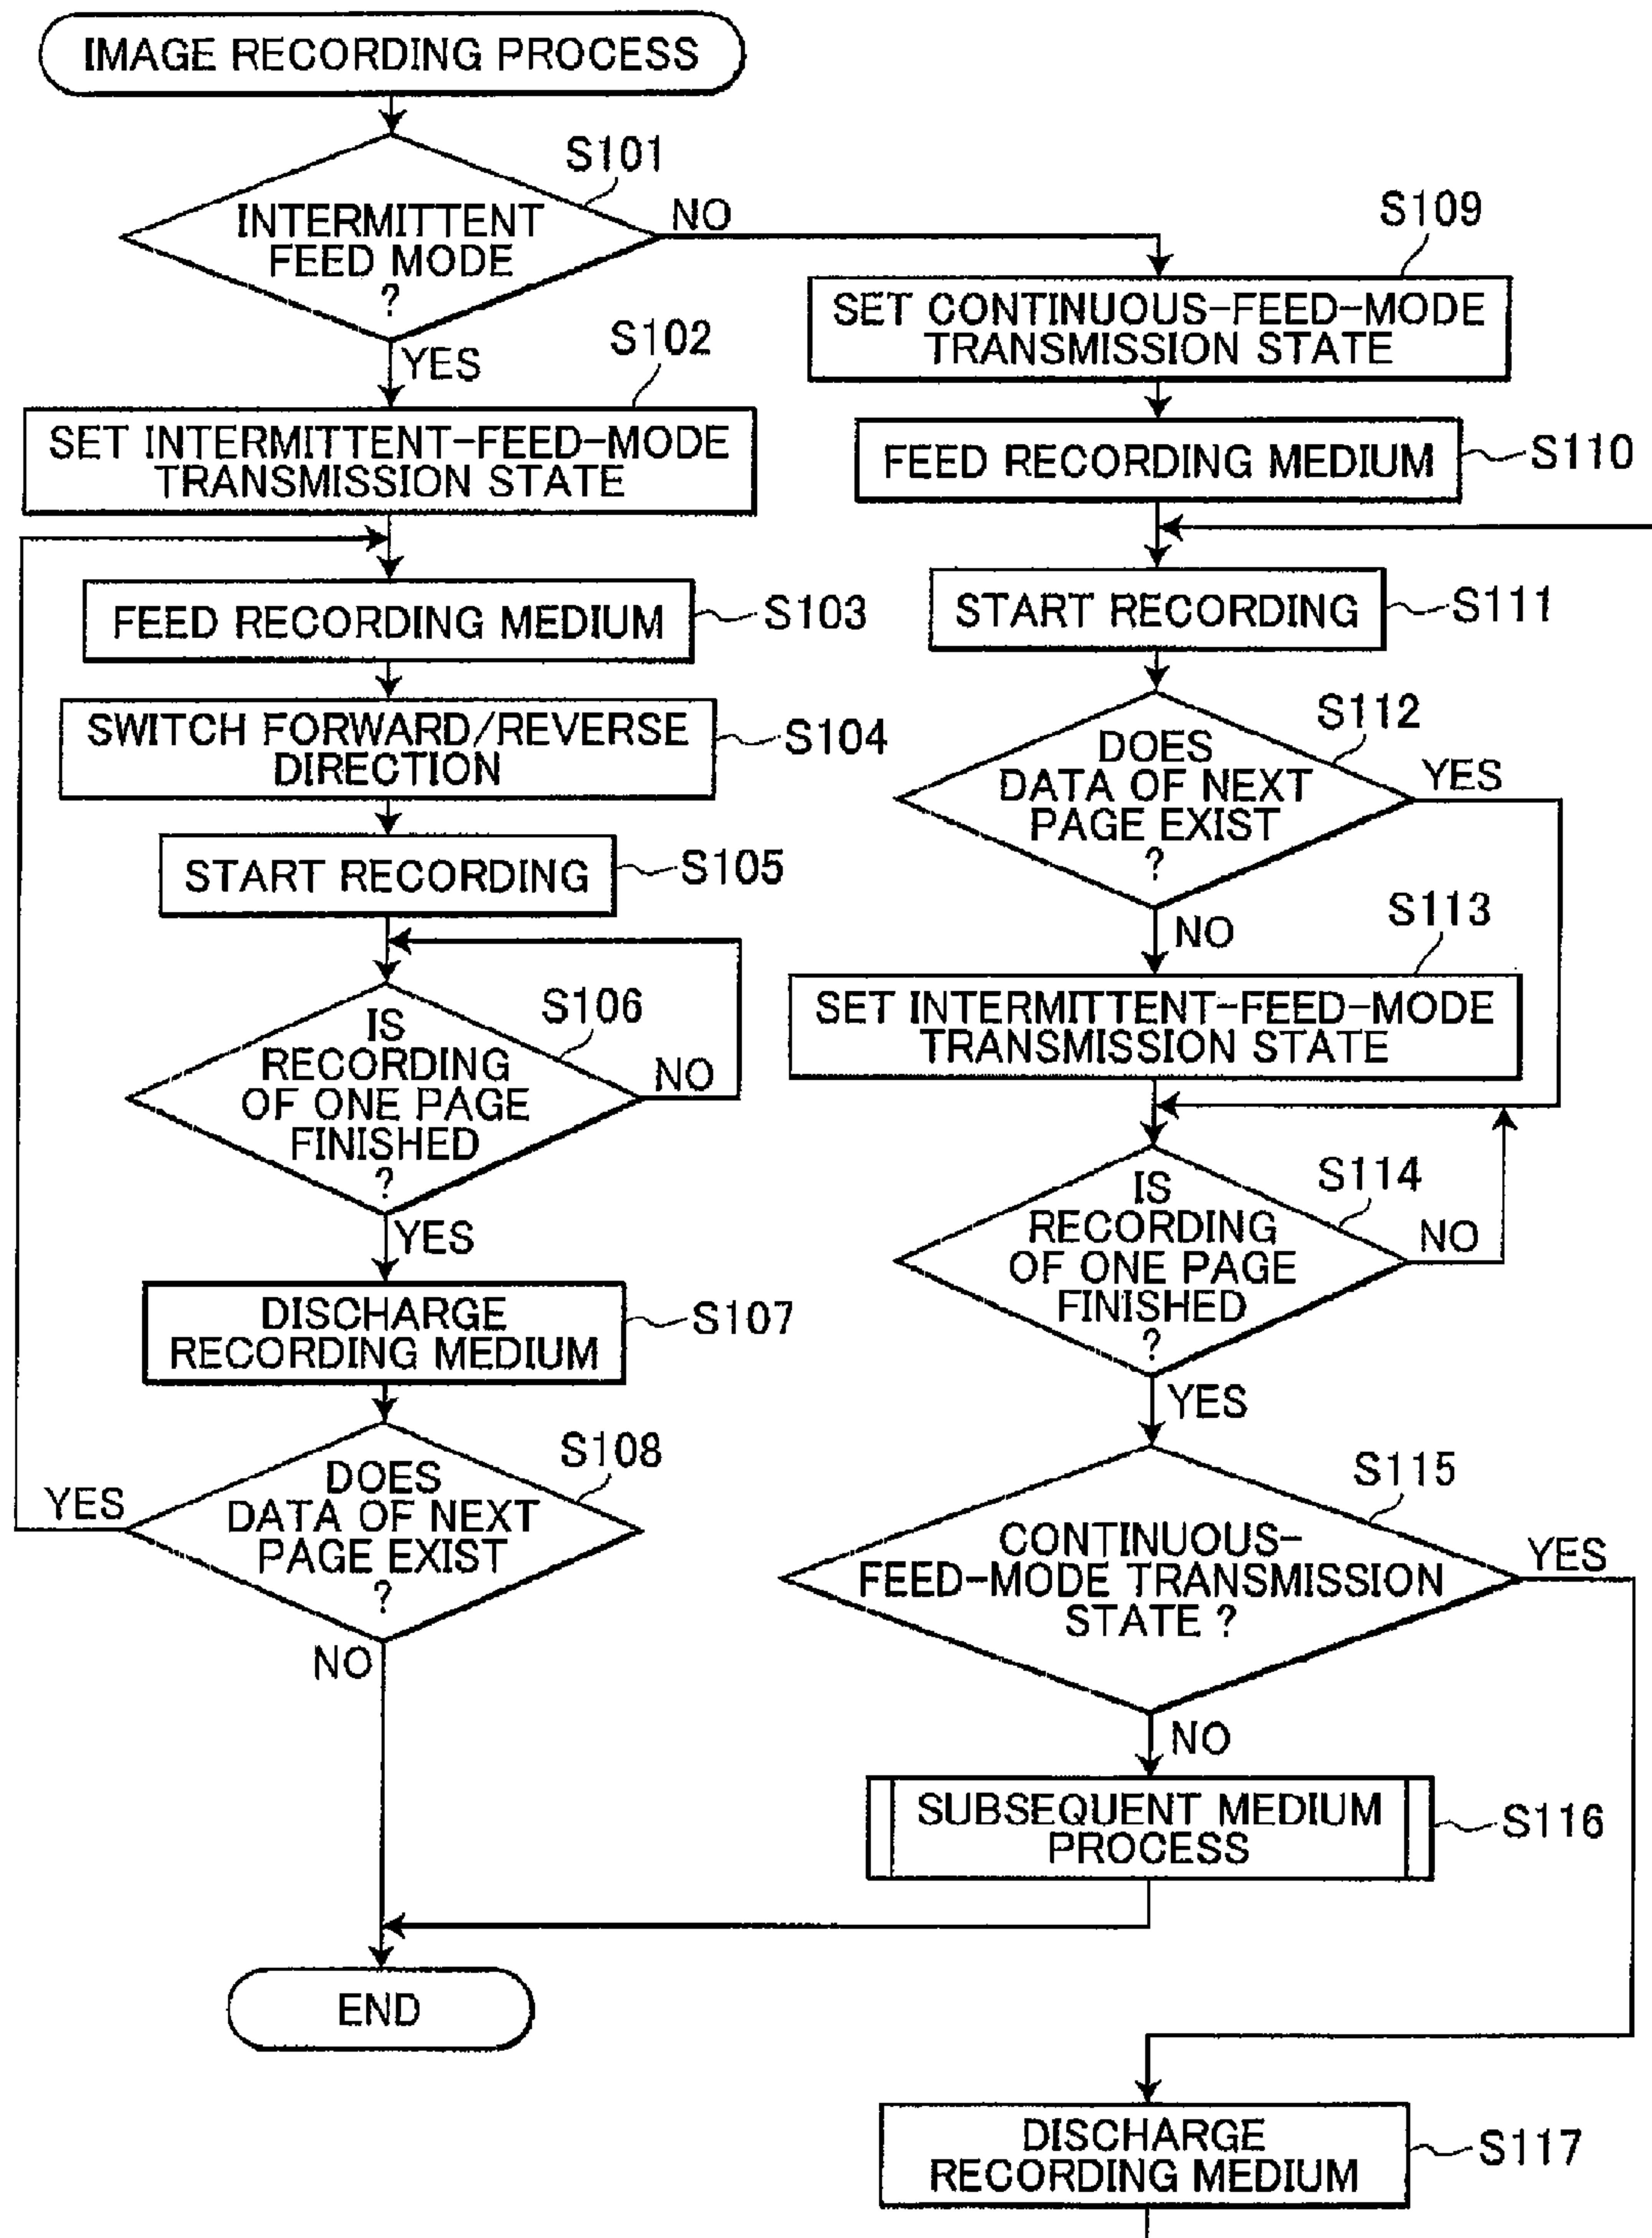 IMAGE RECORDING PROCESS
S101
INTERMITTENT
FEED MODE
?
NO
YES
S102
SET INTERMITTENT-FEED-MODE
TRANSMISSION STATE
FEED RECORDING MEDIUM
S103
SWITCH FORWARD/REVERSE
DIRECTION
S104
START RECORDING
S105
S106
IS
RECORDING
OF ONE PAGE
FINISHED
?
NO
YES
DISCHARGE
RECORDING MEDIUM
S107
S108
DOES
DATA OF NEXT
PAGE EXIST
?
YES
NO
END
S109
SET CONTINUOUS-FEED-MODE
TRANSMISSION STATE
FEED RECORDING MEDIUM
S110
START RECORDING
S111
S112
DOES
DATA OF NEXT
PAGE EXIST
?
YES
NO
S113
SET INTERMITTENT-FEED-MODE
TRANSMISSION STATE
S114
IS
RECORDING
OF ONE PAGE
FINISHED
?
NO
YES
S115
CONTINUOUS-
FEED-MODE TRANSMISSION
STATE ?
YES
NO
SUBSEQUENT MEDIUM
PROCESS
S116
DISCHARGE
RECORDING MEDIUM
S117